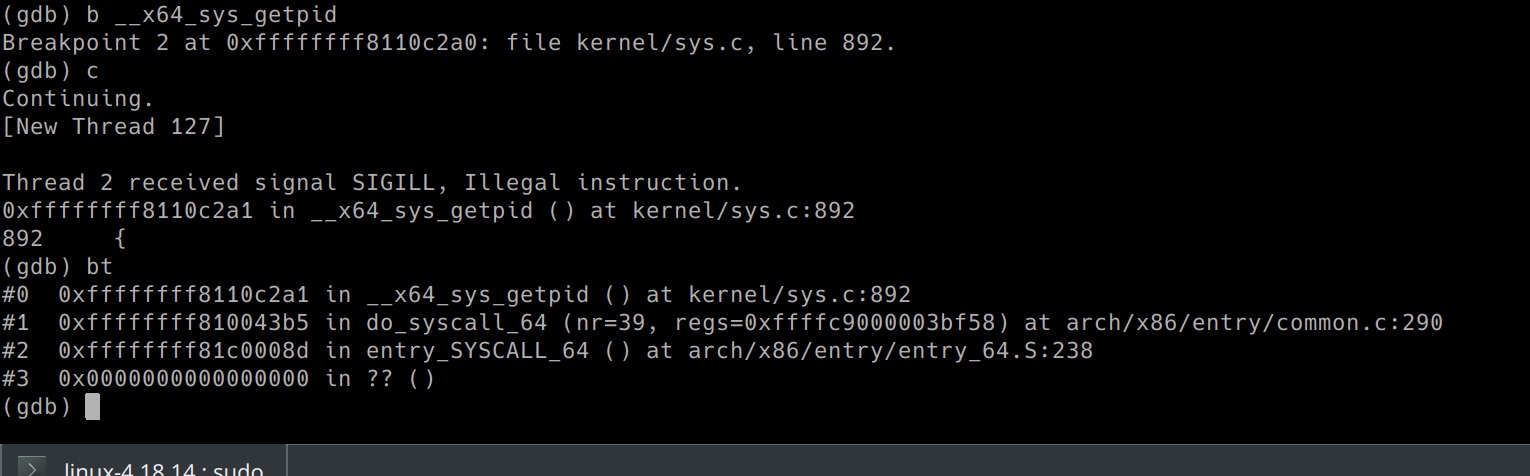 (gdb) b __x64_sys_getpid
Breakpoint 2 at 0xffffffff8110c2a0: file kernel/sys.c, line 892.
(gdb) c
Continuing.
[New Thread 127]
Thread 2 received signal SIGILL, Illegal instruction.
0xffffffff8110c2a1 in __x64_sys_getpid () at kernel/sys.c:892
892     {
(gdb) bt
#0  0xffffffff8110c2a1 in __x64_sys_getpid () at kernel/sys.c:892
#1  0xffffffff810043b5 in do_syscall_64 (nr=39, regs=0xffffc9000003bf58) at arch/x86/entry/common.c:290
#2  0xffffffff81c0008d in entry_SYSCALL_64 () at arch/x86/entry/entry_64.S:238
#3  0x0000000000000000 in ?? ()
(gdb)
linux-4.18.14 : sudo